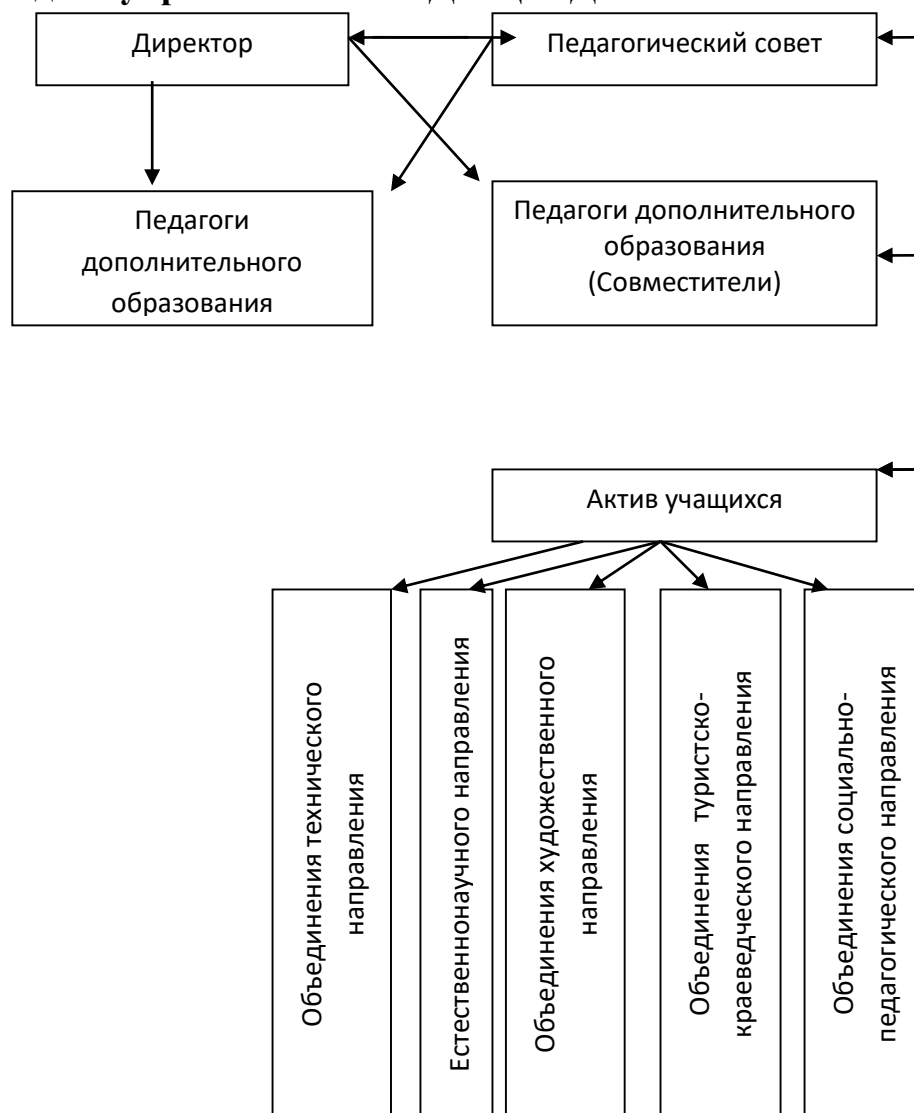 Директор
Педагогический совет
Педагоги
дополнительного
образования
Педагоги дополнительного
образования
(Совместители)
Актив учащихся
Объединения технического
направления
Естественнонаучного направления
Объединения художественного
направления
Объединения туристско-
краеведческого направления
Объединения социально-
педагогического направления